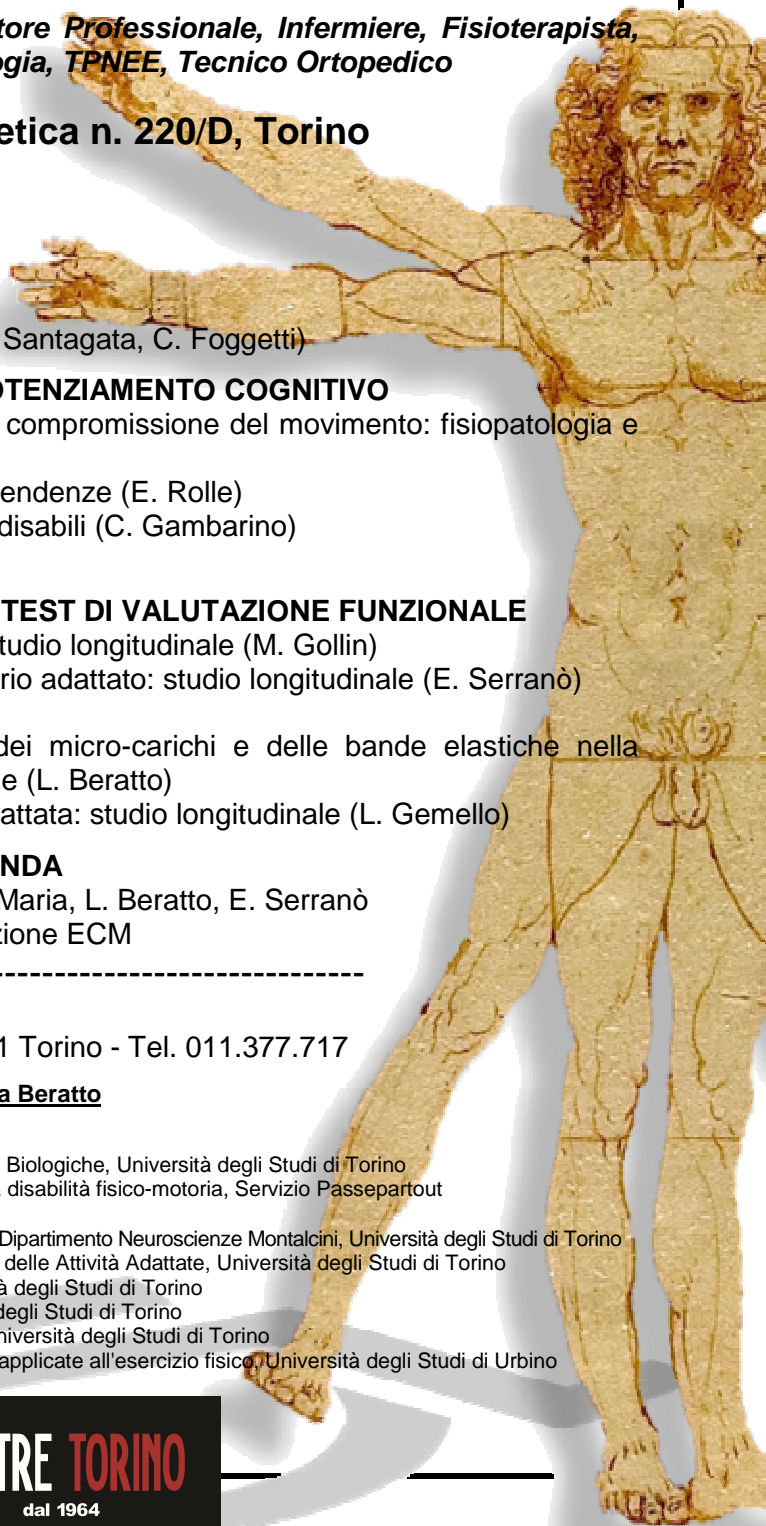 tore Professionale, Infermiere, Fisioterapista,
ogia, TPNEE, Tecnico Ortopedico
etica n. 220/D, Torino
Santagata, C. Foggetti)
OTENZIAMENTO COGNITIVO
compromissione del movimento: fisiopatologia e
endenze (E. Rolle)
disabili (C. Gambarino)
TEST DI VALUTAZIONE FUNZIONALE
tudio longitudinale (M. Gollin)
rio adattato: studio longitudinale (E. Serranò)
dei micro-carichi e delle bande elastiche nella
e (L. Beratto)
attata: studio longitudinale (L. Gemello)
NDA
Maria, L. Beratto, E. Serranò
zione ECM
-------------------------------
1 Torino - Tel. 011.377.717
a Beratto
Biologiche, Università degli Studi di Torino
disabilità fisico-motoria, Servizio Passepartout
Dipartimento Neuroscienze Montalcini, Università degli Studi di Torino
delle Attività Adattate, Università degli Studi di Torino
à degli Studi di Torino
degli Studi di Torino
niversità degli Studi di Torino
applicate all'esercizio fisico, Università degli Studi di Urbino
TRE TORINO
dal 1964